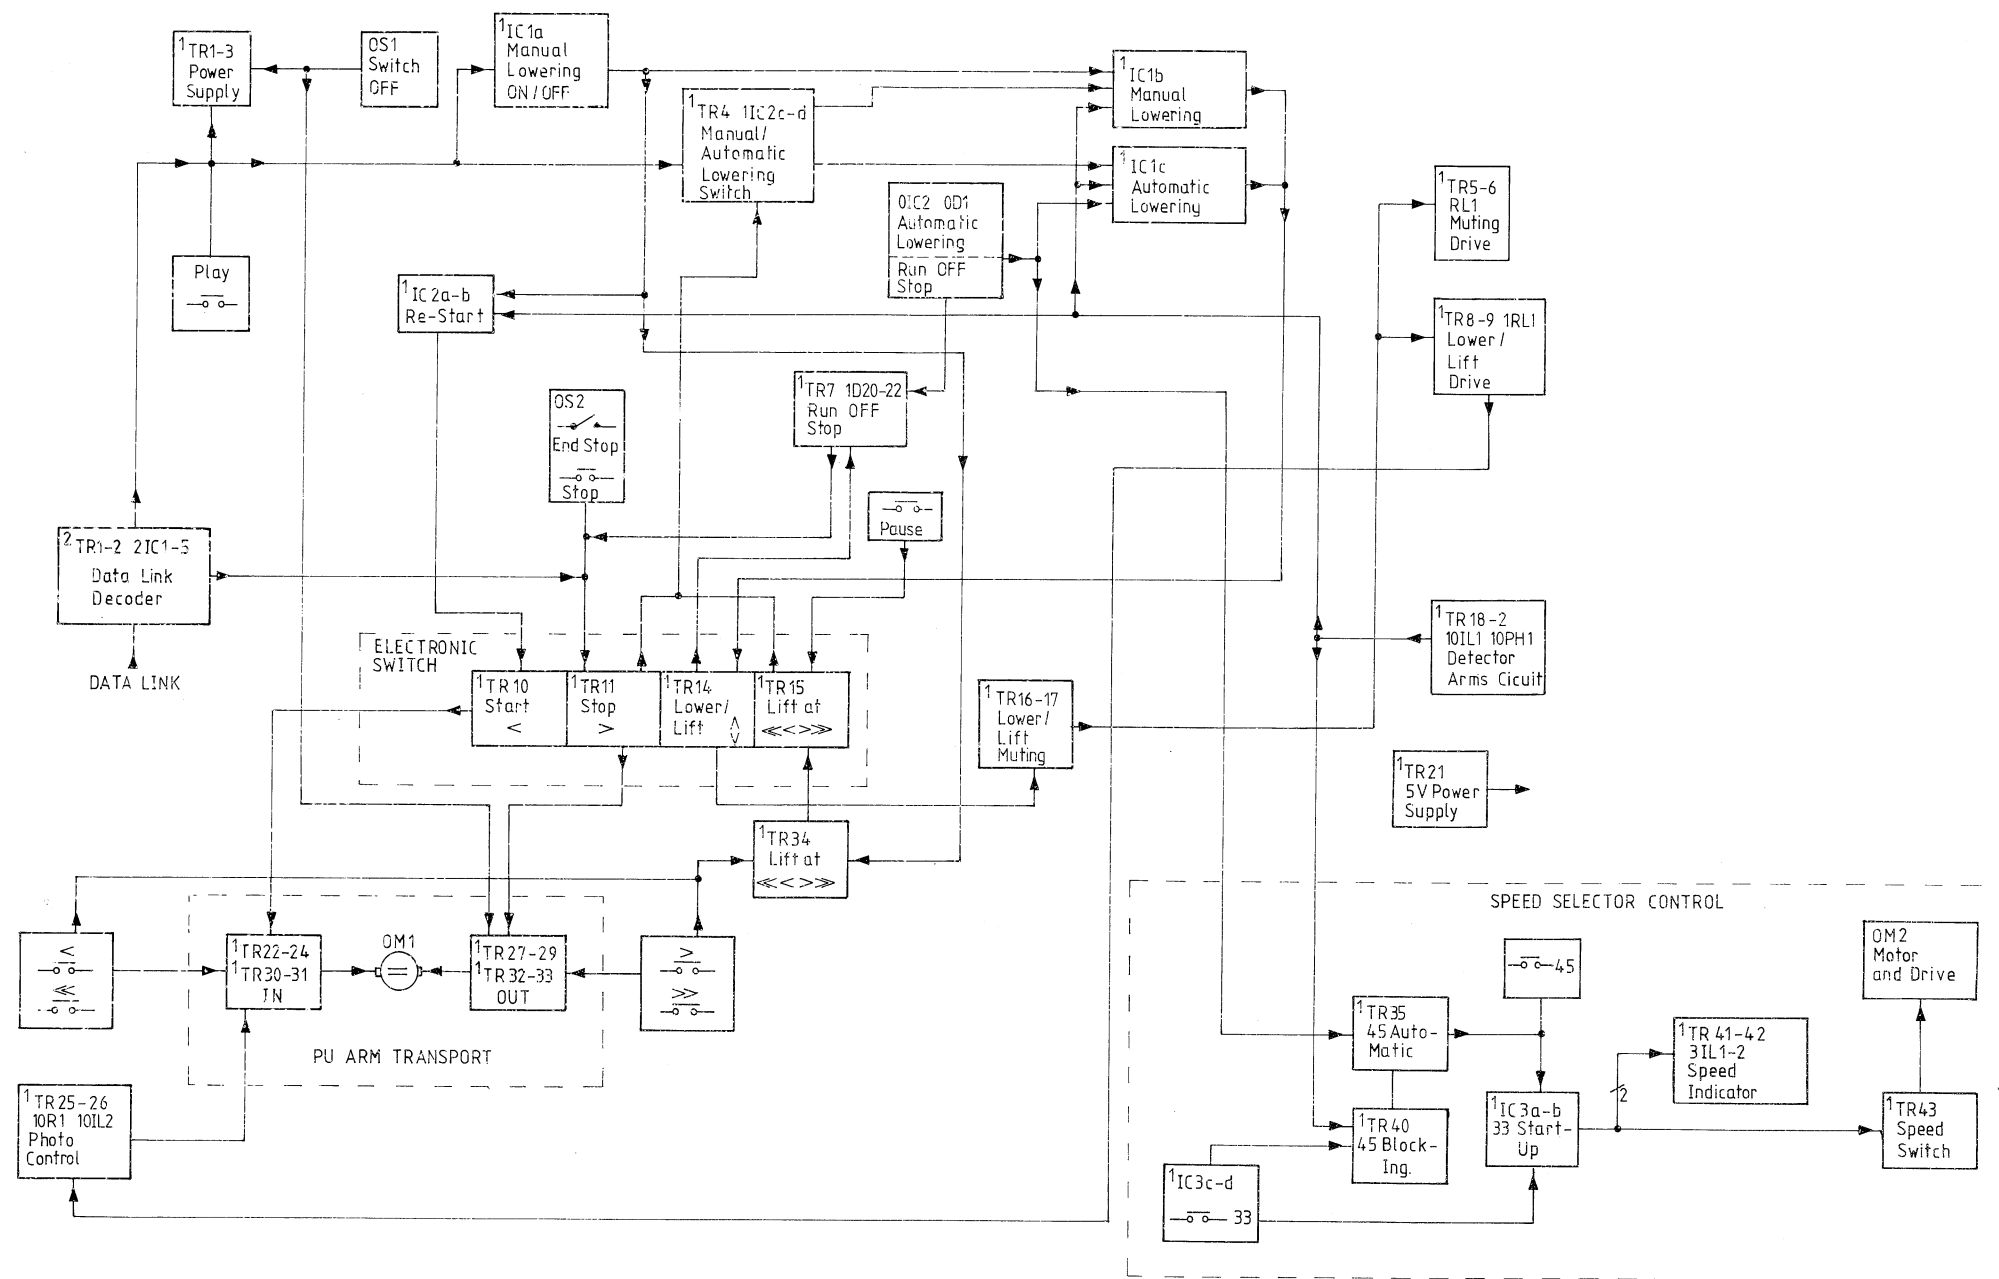 1TR1-3
Power
Supply
0S1
Switch
OFF
1IC1a
Manual
Lowering
ON/OFF
1TR4 1IC2c-d
Manual/
Automatic
Lowering
Switch
1IC1b
Manual
Lowering
1IC1c
Automatic
Lowering
0IC2 0D1
Automatic
Lowering
Run OFF
Stop
1TR5-6
RL1
Muting
Drive
Play
1IC2a-b
Re-Start
1TR8-9 1RL1
Lower/
Lift
Drive
0S2
End Stop
Stop
1TR7 1D20-22
Run OFF
Stop
Pause
2TR1-2 2IC1-5
Data Link
Decoder
DATA LINK
ELECTRONIC
SWITCH
1TR10
Start
<
1TR11
Stop
>
1TR14
Lower/
Lift
1TR15
Lift at
≪<>≫
1TR16-17
Lower/
Lift
Muting
1TR18-2
10IL1 10PH1
Detector
Arms Cicuit
1TR21
5V Power
Supply
1TR34
Lift at
≪<>≫
<
≪
1TR22-24
1TR30-31
IN
0M1
1TR27-29
1TR32-33
OUT
>
≫
PU ARM TRANSPORT
1TR25-26
10R1 10IL2
Photo
Control
SPEED SELECTOR CONTROL
45
0M2
Motor
and Drive
1TR35
45 Auto-
Matic
1TR41-42
3IL1-2
Speed
Indicator
2
1TR40
45 Block-
Ing.
1IC3a-b
33 Start-
Up
1TR43
Speed
Switch
1IC3c-d
33